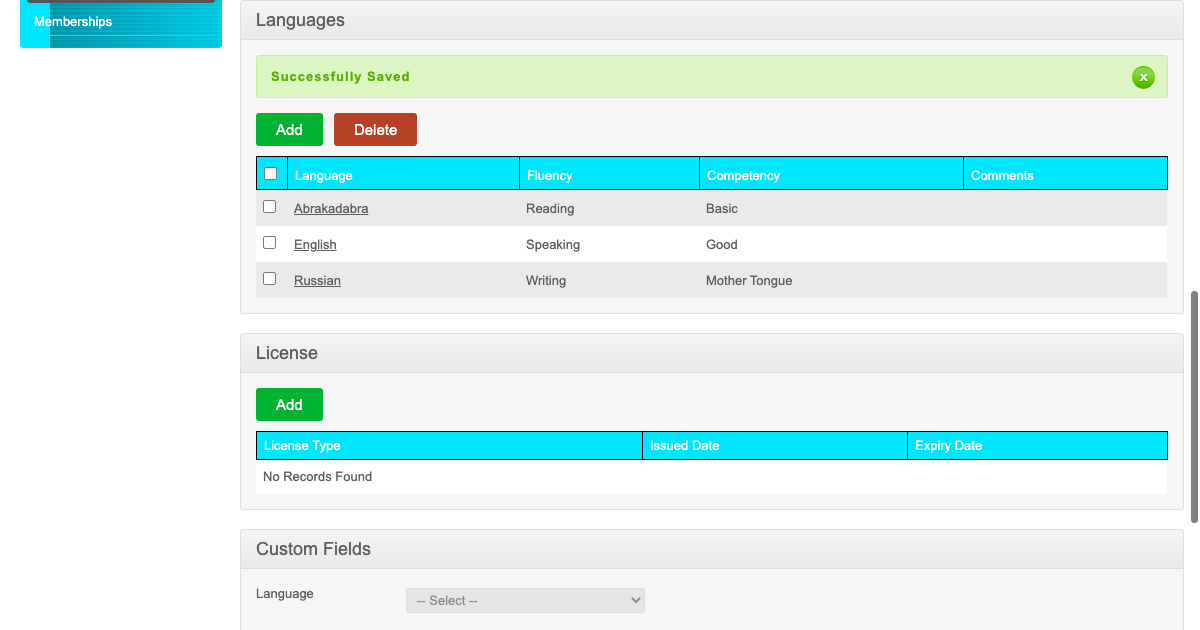 Memberships
Languages
Successfully Saved
x
Add Delete
Language Fluency Competency Comments
Abrakadabra Reading Basic
English Speaking Good
Russian Writing Mother Tongue
License
Add
License Type Issued Date Expiry Date
No Records Found
Custom Fields
Language -- Select --